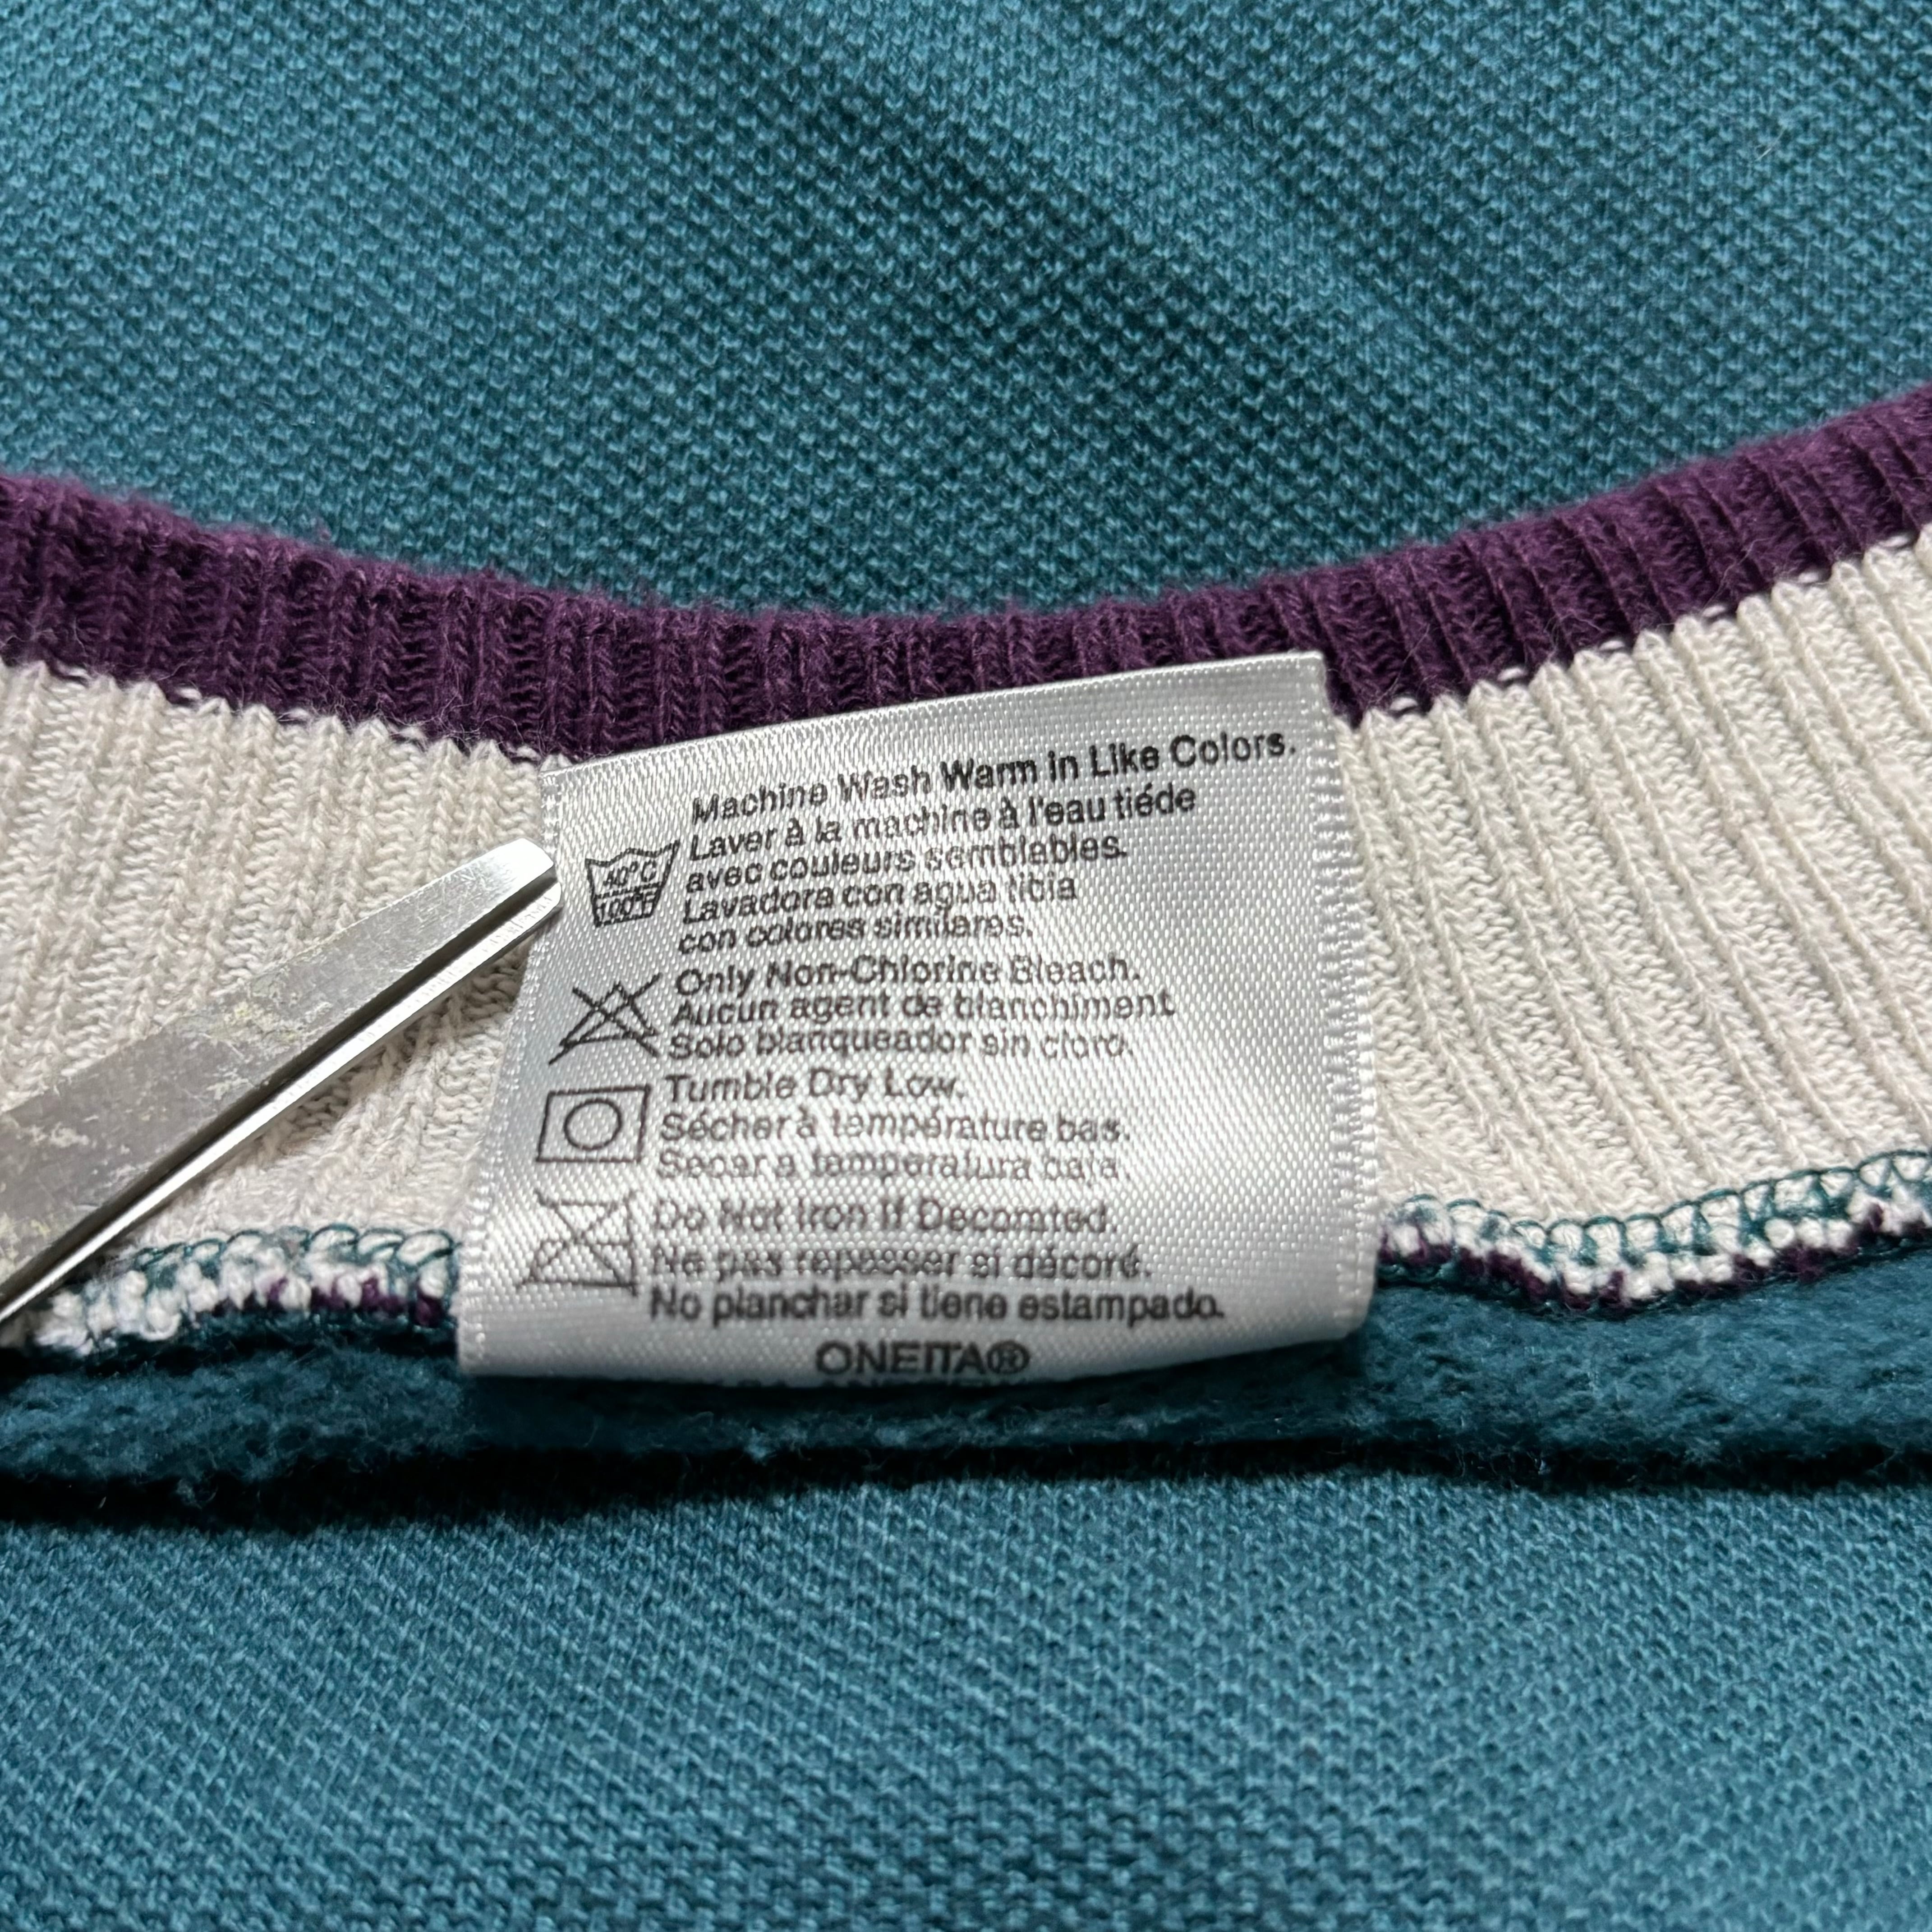 Machine Wash Warm in Like Colors.
Laver à la machine à l'eau tiéde
avec couleurs semblables.
40°C
100°F
Lavadora con agua tibia
con colores similares.
Only Non-Chlorine Bleach.
Aucun agent de blanchiment
Solo blanqueador sin cloro.
Tumble Dry Low.
Sécher à température bas.
Secar a temperatura baja.
Do Not Iron If Decorated.
Ne pas repasser si décoré.
No planchar si tiene estampado.
ONEITA®